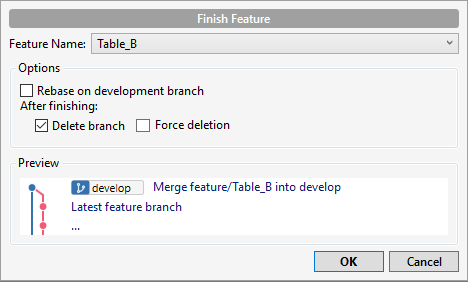 Finish Feature
Feature Name: Table_B
Options
Rebase on development branch
After finishing:
Delete branch Force deletion
Preview
develop Merge feature/Table_B into develop
Latest feature branch
...
OK Cancel